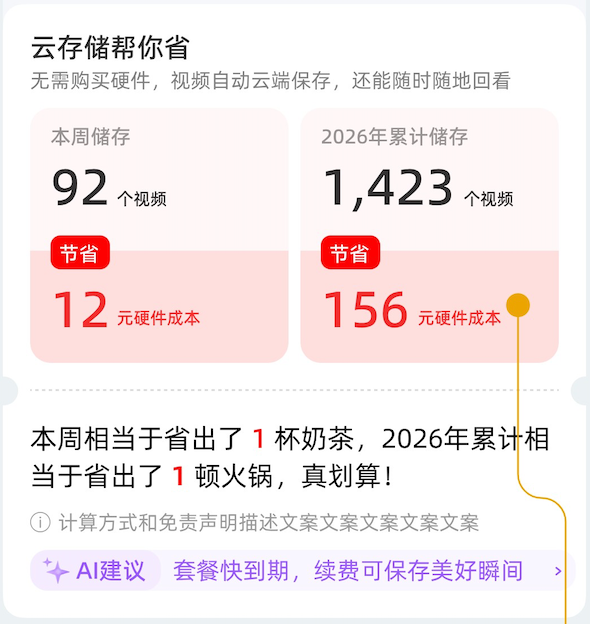 云存储帮你省
无需购买硬件，视频自动云端保存，还能随时随地回看
本周储存
92 个视频
节省
12 元硬件成本
2026年累计储存
1,423 个视频
节省
156 元硬件成本
本周相当于省出了 1 杯奶茶，2026年累计相
当于省出了 1 顿火锅，真划算！
计算方式和免责声明描述文案文案文案文案文案
AI建议 套餐快到期，续费可保存美好瞬间 ›